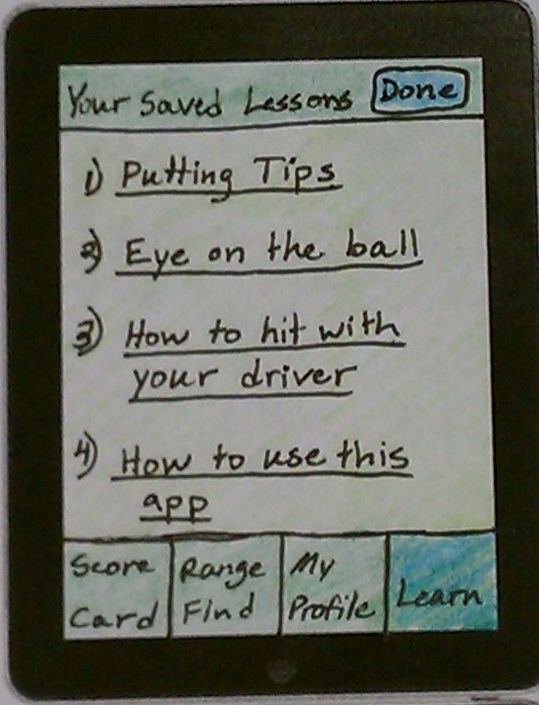 Your Saved Lessons Done
1) Putting Tips
2) Eye on the ball
3) How to hit with
your driver
4) How to use this
app
Score Card
Range Find
My Profile
Learn